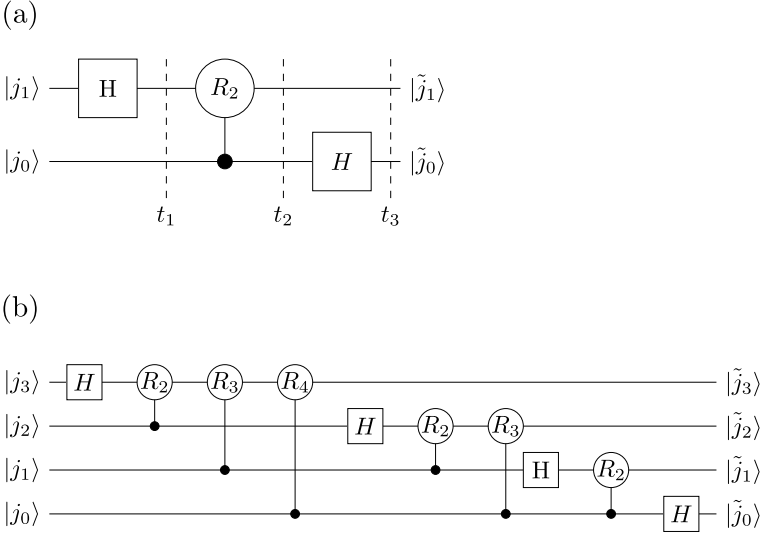 (a)
|j₁⟩ H R₂ |j̃₁⟩
|j₀⟩ H |j̃₀⟩
t₁ t₂ t₃
(b)
|j₃⟩ H R₂ R₃ R₄ |j̃₃⟩
|j₂⟩ H R₂ R₃ |j̃₂⟩
|j₁⟩ H R₂ |j̃₁⟩
|j₀⟩ H |j̃₀⟩